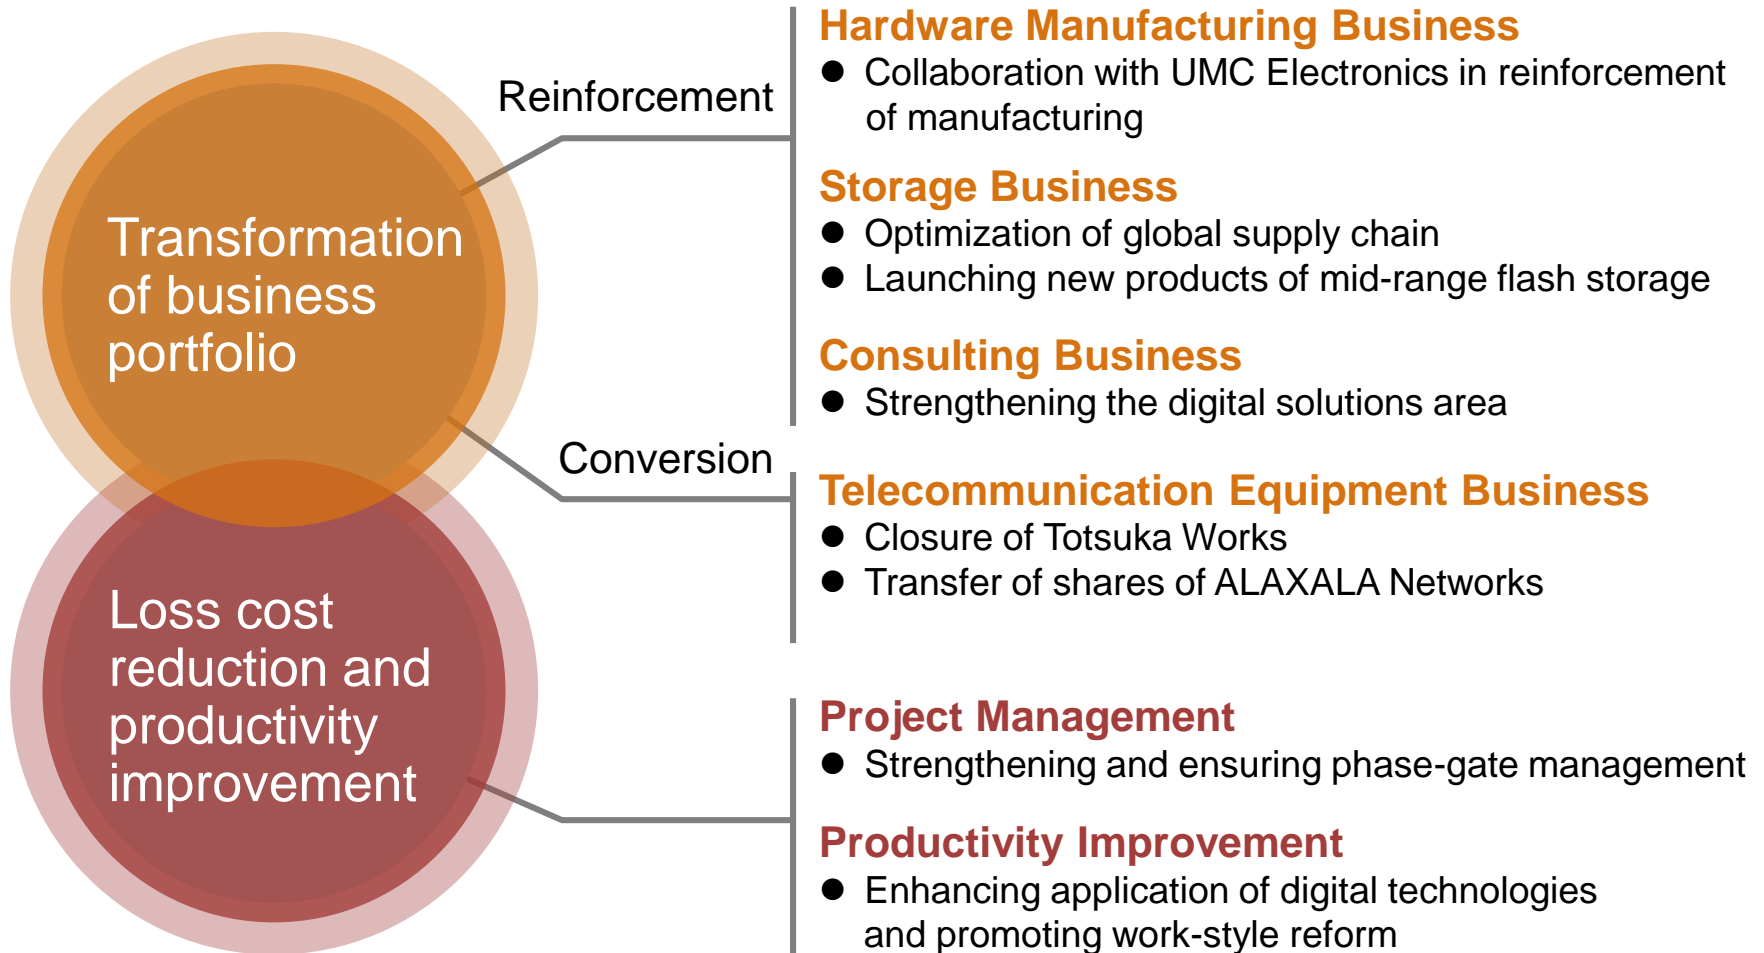 Transformation
of business
portfolio
Reinforcement
Hardware Manufacturing Business
● Collaboration with UMC Electronics in reinforcement
of manufacturing
Storage Business
● Optimization of global supply chain
● Launching new products of mid-range flash storage
Consulting Business
● Strengthening the digital solutions area
Conversion
Telecommunication Equipment Business
● Closure of Totsuka Works
● Transfer of shares of ALAXALA Networks
Loss cost
reduction and
productivity
improvement
Project Management
● Strengthening and ensuring phase-gate management
Productivity Improvement
● Enhancing application of digital technologies
and promoting work-style reform